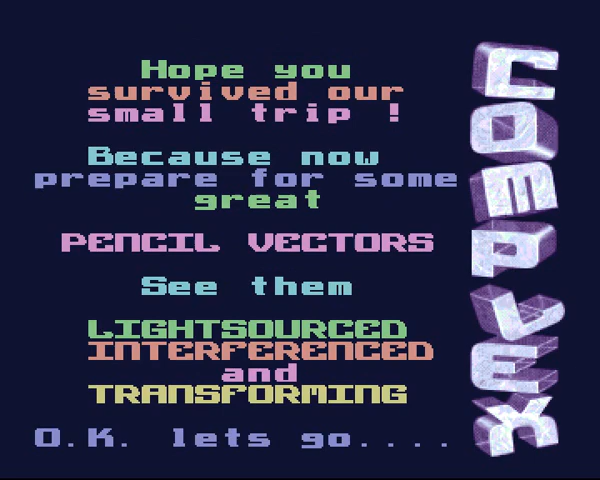 Hope you
survived our
small trip !
Because now
prepare for some
great
PENCIL VECTORS
See them
LIGHTSOURCED
INTERFERENCED
and
TRANSFORMING
O.K. lets go....
COMPLEX